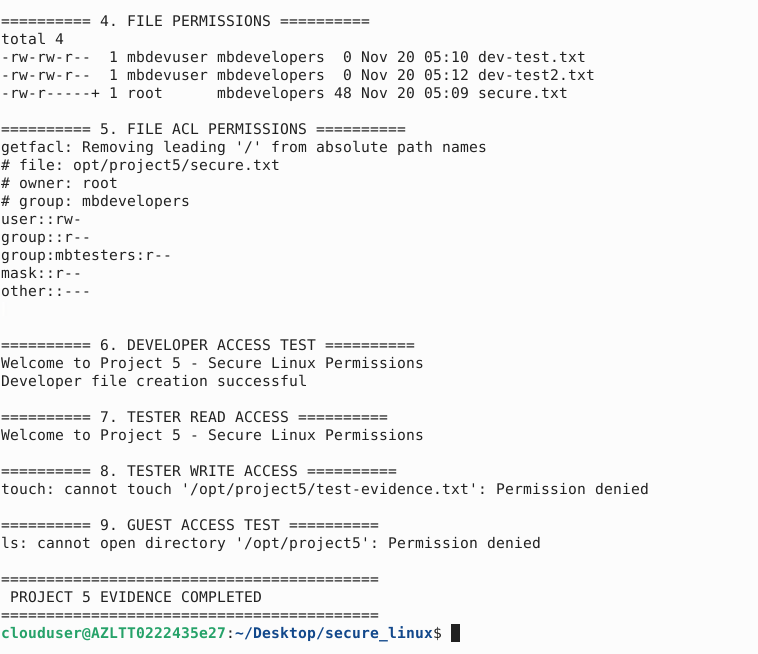 ========== 4. FILE PERMISSIONS ==========
total 4
-rw-rw-r--  1 mbdevuser mbdevelopers  0 Nov 20 05:10 dev-test.txt
-rw-rw-r--  1 mbdevuser mbdevelopers  0 Nov 20 05:12 dev-test2.txt
-rw-r-----+ 1 root      mbdevelopers 48 Nov 20 05:09 secure.txt
========== 5. FILE ACL PERMISSIONS ==========
getfacl: Removing leading '/' from absolute path names
# file: opt/project5/secure.txt
# owner: root
# group: mbdevelopers
user::rw-
group::r--
group:mbtesters:r--
mask::r--
other::---
========== 6. DEVELOPER ACCESS TEST ==========
Welcome to Project 5 - Secure Linux Permissions
Developer file creation successful
========== 7. TESTER READ ACCESS ==========
Welcome to Project 5 - Secure Linux Permissions
========== 8. TESTER WRITE ACCESS ==========
touch: cannot touch '/opt/project5/test-evidence.txt': Permission denied
========== 9. GUEST ACCESS TEST ==========
ls: cannot open directory '/opt/project5': Permission denied
==========================================
 PROJECT 5 EVIDENCE COMPLETED
==========================================
clouduser@AZLTT0222435e27:~/Desktop/secure_linux$